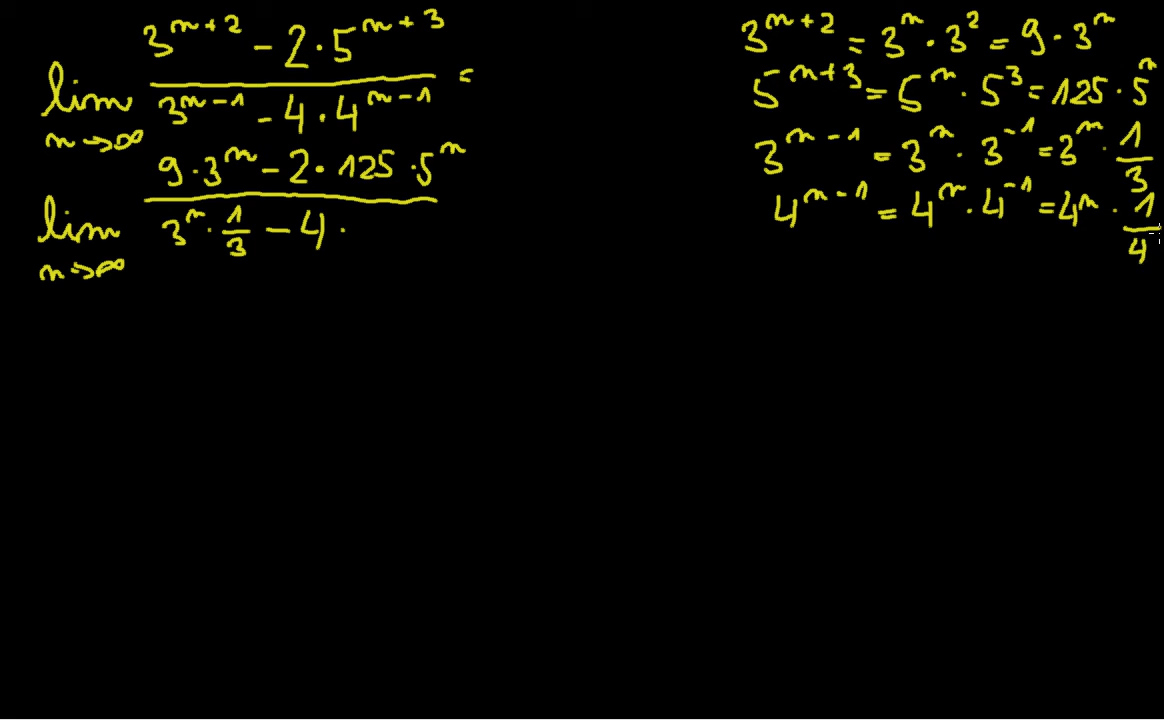 lim n→∞ (3^(n+2) - 2·5^(n+3)) / (3^(n-1) - 4·4^(n-1)) =
lim n→∞ (9·3^n - 2·125·5^n) / (3^n · 1/3 - 4·
3^(n+2) = 3^n · 3^2 = 9·3^n
5^(n+3) = 5^n · 5^3 = 125·5^n
3^(n-1) = 3^n · 3^-1 = 3^n · 1/3
4^(n-1) = 4^n · 4^-1 = 4^n · 1/4